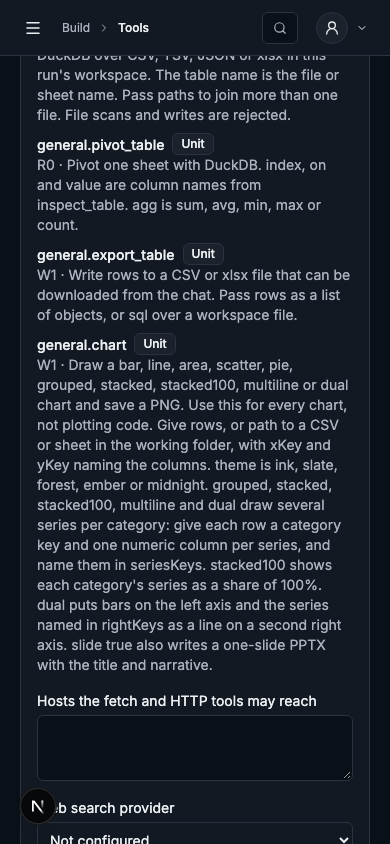 Build > Tools
DuckDB over CSV, TSV, JSON or xlsx in this
run's workspace. The table name is the file or
sheet name. Pass paths to join more than one
file. File scans and writes are rejected.
general.pivot_table Unit
R0 · Pivot one sheet with DuckDB. index, on
and value are column names from
inspect_table. agg is sum, avg, min, max or
count.
general.export_table Unit
W1 · Write rows to a CSV or xlsx file that can be
downloaded from the chat. Pass rows as a list
of objects, or sql over a workspace file.
general.chart Unit
W1 · Draw a bar, line, area, scatter, pie,
grouped, stacked, stacked100, multiline or dual
chart and save a PNG. Use this for every chart,
not plotting code. Give rows, or path to a CSV
or sheet in the working folder, with xKey and
yKey naming the columns. theme is ink, slate,
forest, ember or midnight. grouped, stacked,
stacked100, multiline and dual draw several
series per category: give each row a category
key and one numeric column per series, and
name them in seriesKeys. stacked100 shows
each category's series as a share of 100%.
dual puts bars on the left axis and the series
named in rightKeys as a line on a second right
axis. slide true also writes a one-slide PPTX
with the title and narrative.
Hosts the fetch and HTTP tools may reach
N
search provider
Not configured